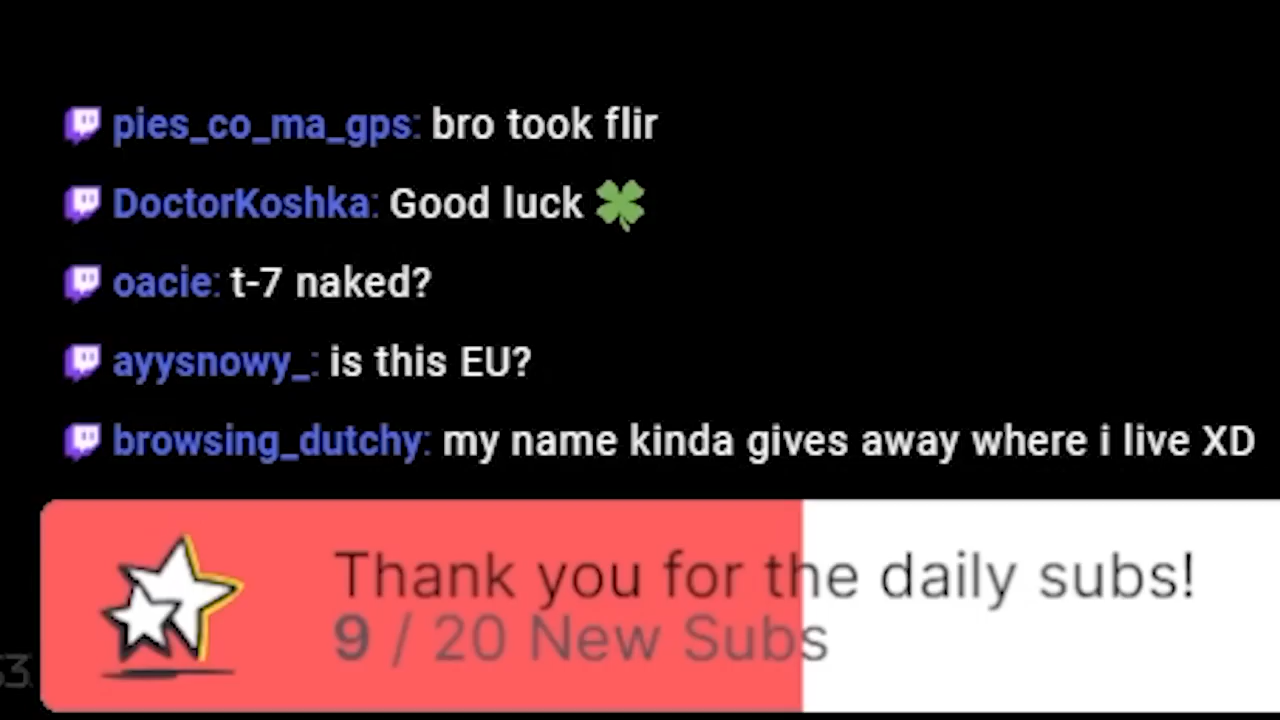 pies_co_ma_gps: bro took flir
DoctorKoshka: Good luck 🍀
oacie: t-7 naked?
ayysnowy_: is this EU?
browsing_dutchy: my name kinda gives away where i live XD
Thank you for the daily subs!
9 / 20 New Subs